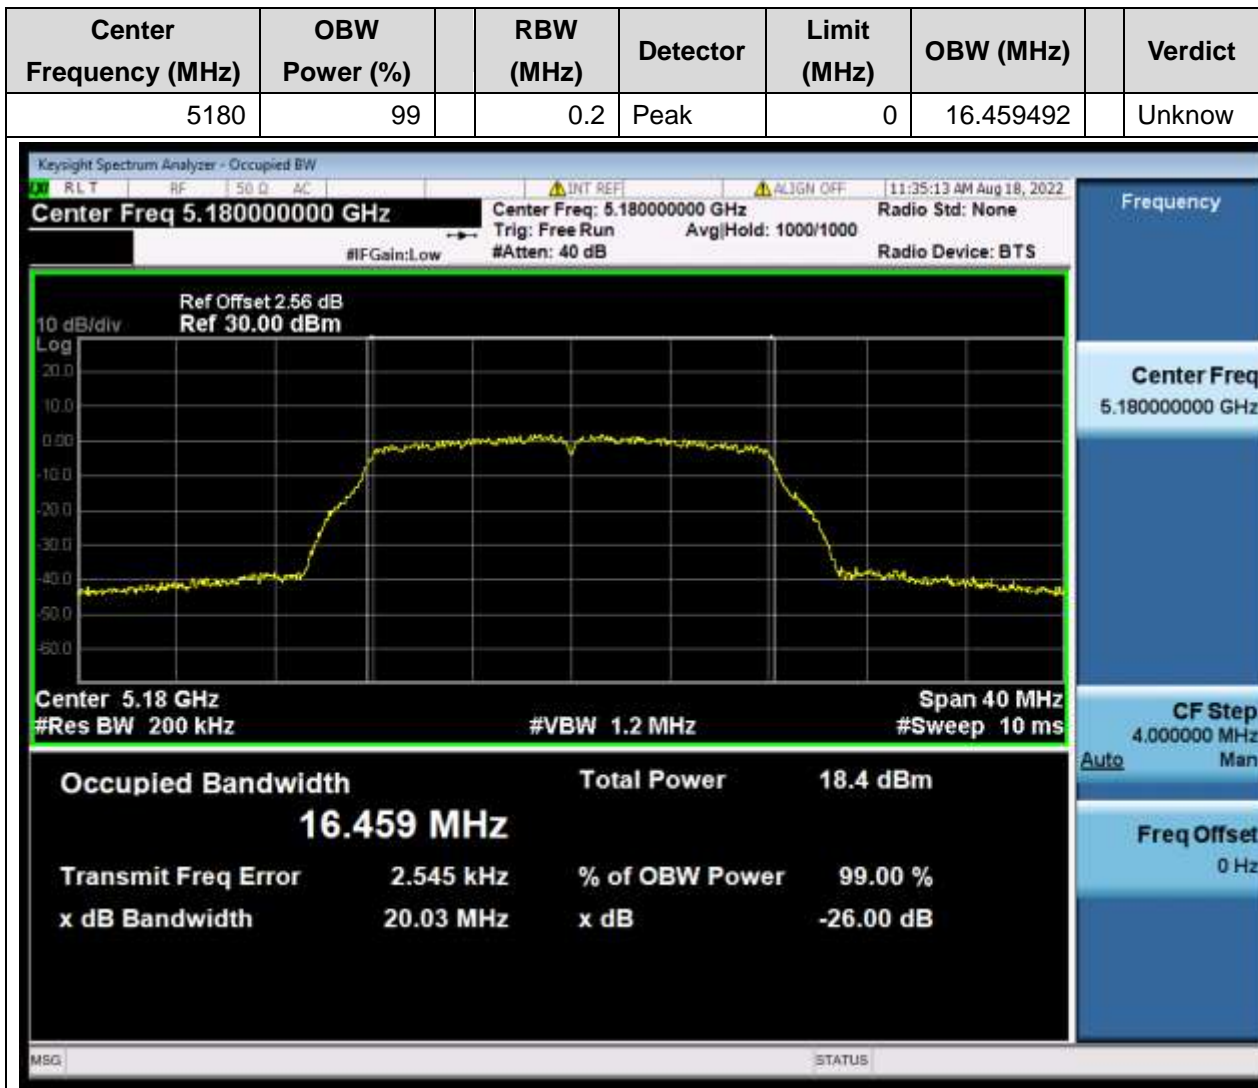 Center Frequency (MHz) OBW Power (%) RBW (MHz) Detector Limit (MHz) OBW (MHz) Verdict
5180 99 0.2 Peak 0 16.459492 Unknow
Keysight Spectrum Analyzer - Occupied BW
LXI RLT RF 50 Ω AC INT REF ALIGN OFF 11:35:13 AM Aug 18, 2022
Center Freq 5.180000000 GHz Center Freq: 5.180000000 GHz Radio Std: None
Trig: Free Run Avg|Hold: 1000/1000
#IFGain:Low #Atten: 40 dB Radio Device: BTS
Frequency
Ref Offset 2.56 dB
10 dB/div Ref 30.00 dBm
Log
20.0
10.0
0.00
-10.0
-20.0
-30.0
-40.0
-50.0
-60.0
Center 5.18 GHz Span 40 MHz
#Res BW 200 kHz #VBW 1.2 MHz #Sweep 10 ms
Occupied Bandwidth Total Power 18.4 dBm
16.459 MHz
Transmit Freq Error 2.545 kHz % of OBW Power 99.00 %
x dB Bandwidth 20.03 MHz x dB -26.00 dB
Center Freq
5.180000000 GHz
CF Step
4.000000 MHz
Auto Man
Freq Offset
0 Hz
MSG STATUS